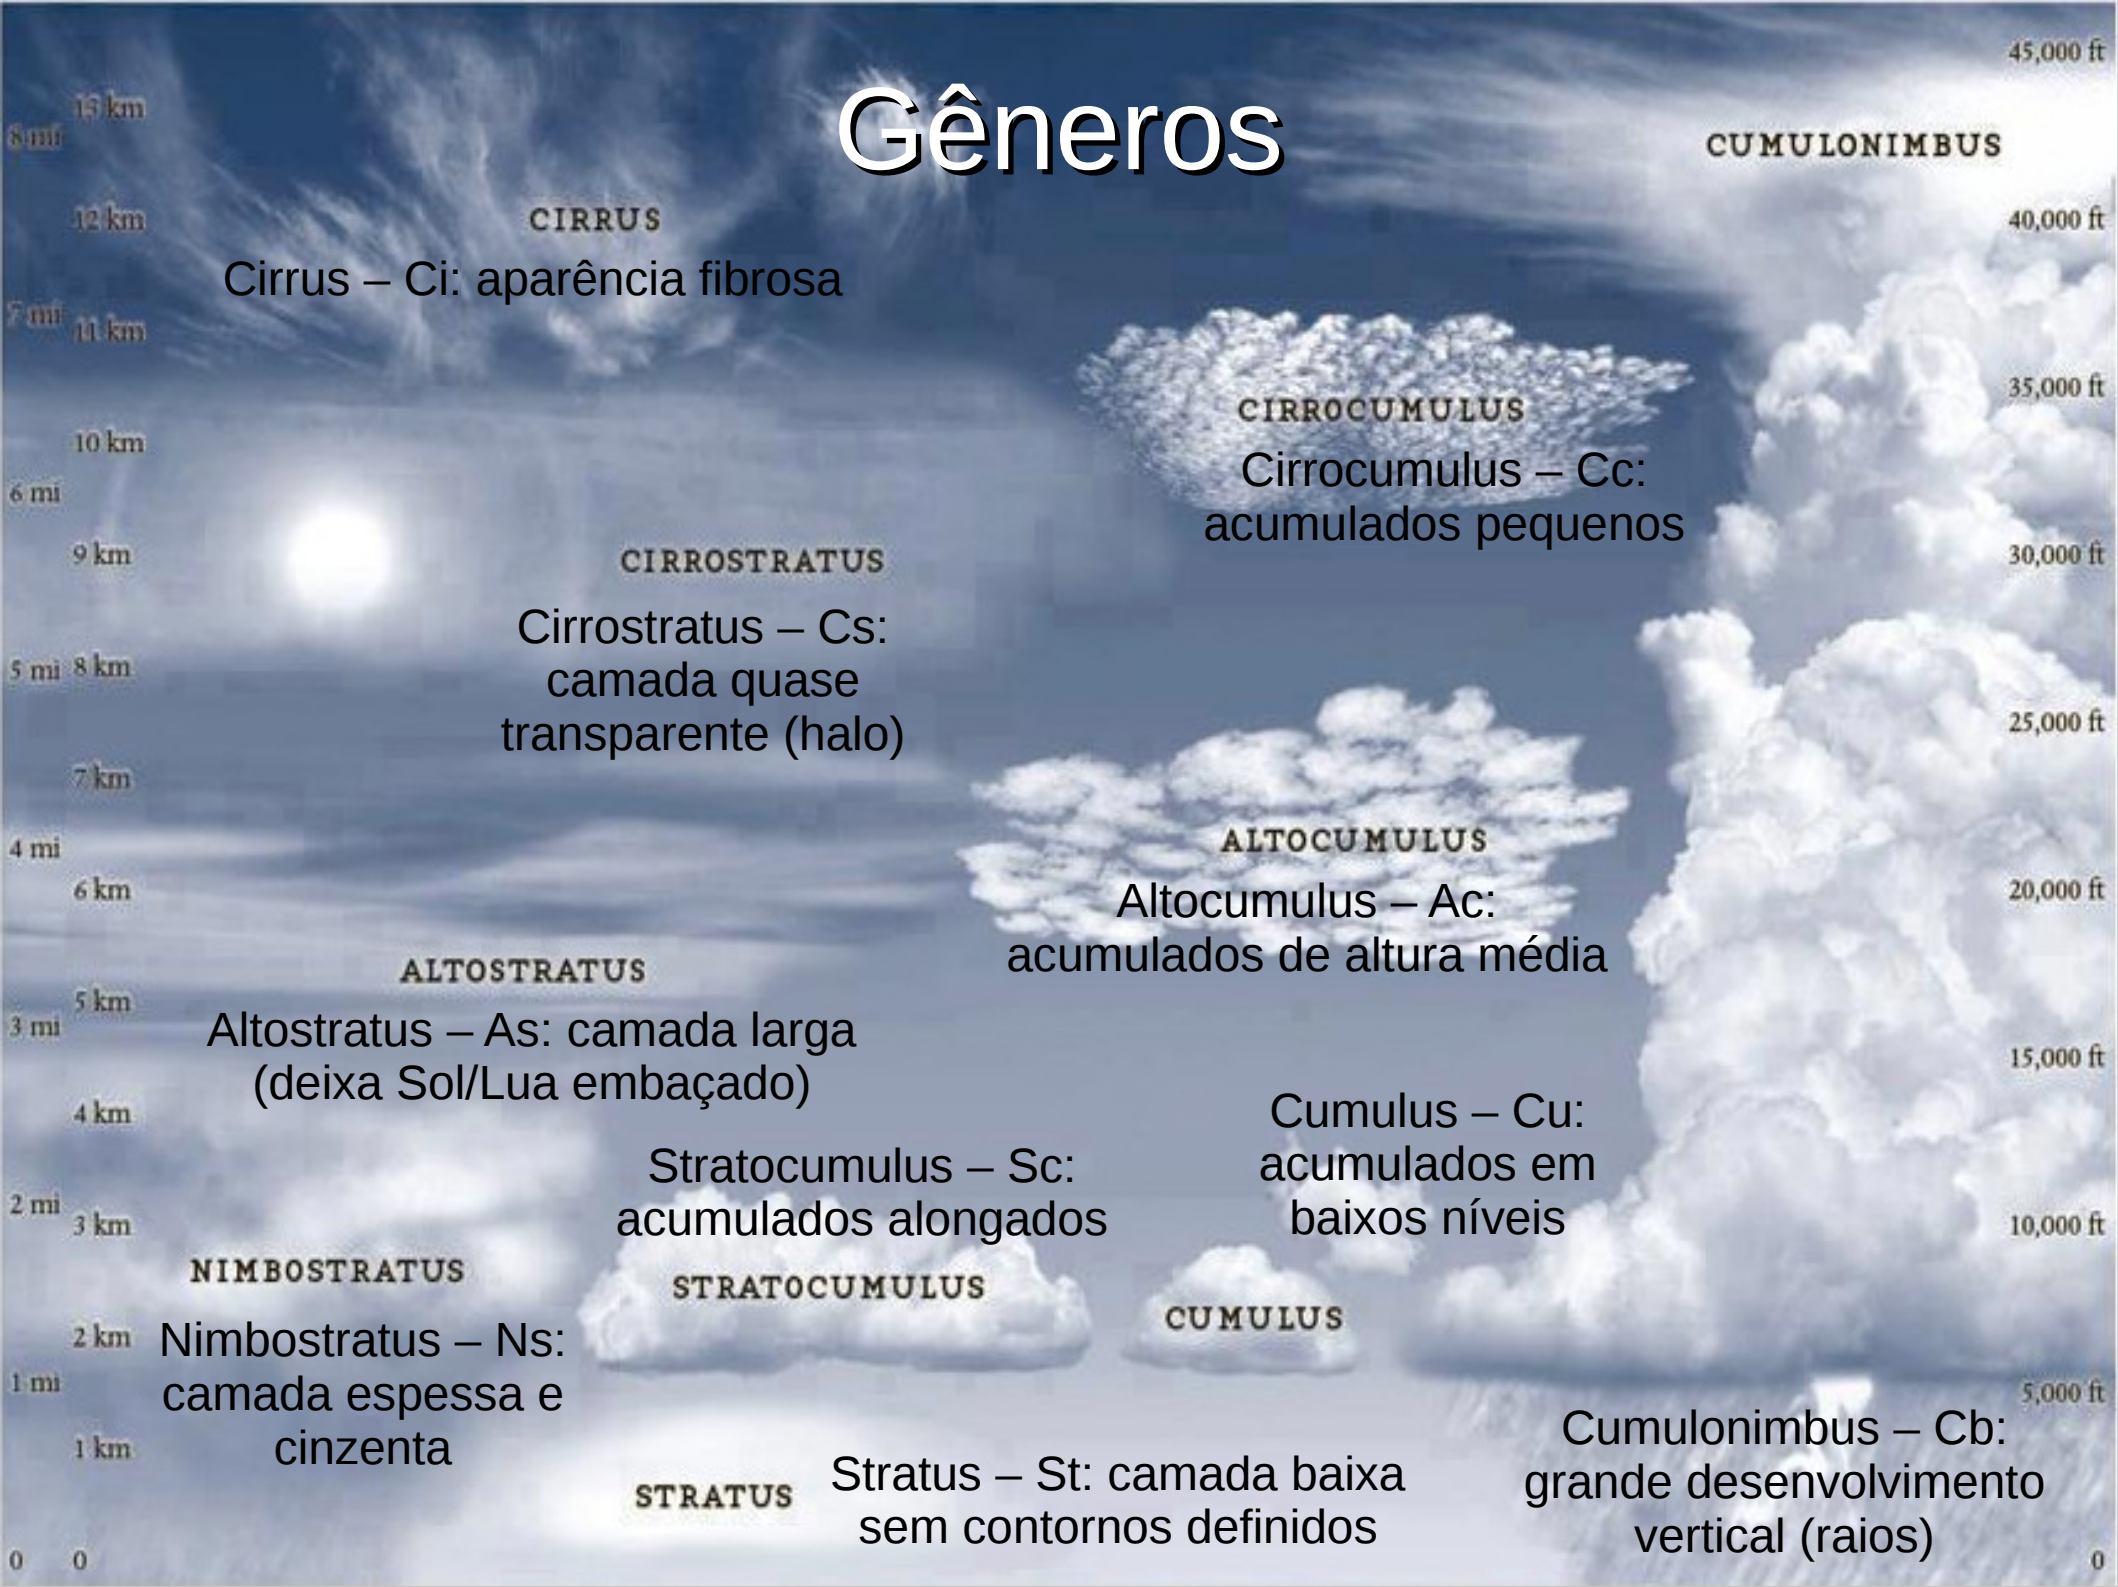 Gêneros
45,000 ft
13 km
8 mi
CUMULONIMBUS
12 km
CIRRUS
40,000 ft
Cirrus – Ci: aparência fibrosa
7 mi
11 km
35,000 ft
CIRROCUMULUS
10 km
Cirrocumulus – Cc:
acumulados pequenos
6 mi
9 km
CIRROSTRATUS
30,000 ft
Cirrostratus – Cs:
camada quase
transparente (halo)
5 mi
8 km
25,000 ft
7 km
4 mi
ALTOCUMULUS
6 km
20,000 ft
Altocumulus – Ac:
acumulados de altura média
ALTOSTRATUS
5 km
3 mi
Altostratus – As: camada larga
(deixa Sol/Lua embaçado)
15,000 ft
4 km
Cumulus – Cu:
acumulados em
baixos níveis
Stratocumulus – Sc:
acumulados alongados
2 mi
3 km
10,000 ft
NIMBOSTRATUS
STRATOCUMULUS
CUMULUS
2 km
Nimbostratus – Ns:
camada espessa e
cinzenta
1 mi
5,000 ft
1 km
Cumulonimbus – Cb:
grande desenvolvimento
vertical (raios)
STRATUS
Stratus – St: camada baixa
sem contornos definidos
0
0
0